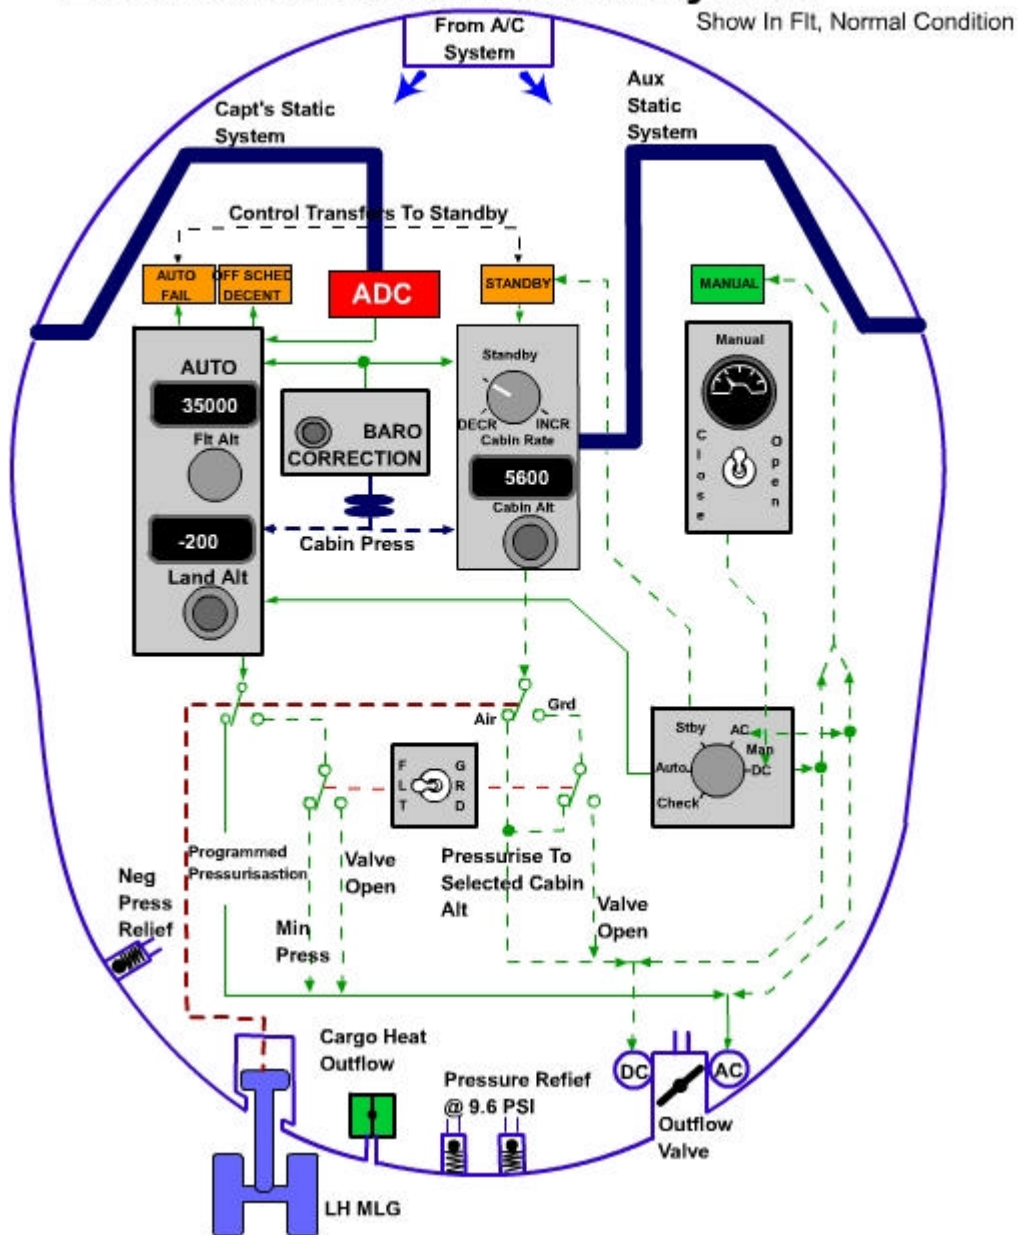 Show In Flt, Normal Condition
From A/C
System
Capt's Static
System
Aux
Static
System
Control Transfers To Standby
AUTO
FAIL
OFF SCHED
DECENT
ADC
STANDBY
MANUAL
AUTO
35000
Flt Alt
-200
Land Alt
BARO
CORRECTION
Cabin Press
Standby
DECR
INCR
Cabin Rate
5600
Cabin Alt
Manual
Close
Open
Air
Grd
FLT
GRD
Stby
AC
Man
Auto
DC
Check
Programmed
Pressurisastion
Valve
Open
Min
Press
Pressurise To
Selected Cabin
Alt
Valve
Open
Neg
Press
Relief
Cargo Heat
Outflow
Pressure Refief
@ 9.6 PSI
DC
AC
Outflow
Valve
LH MLG